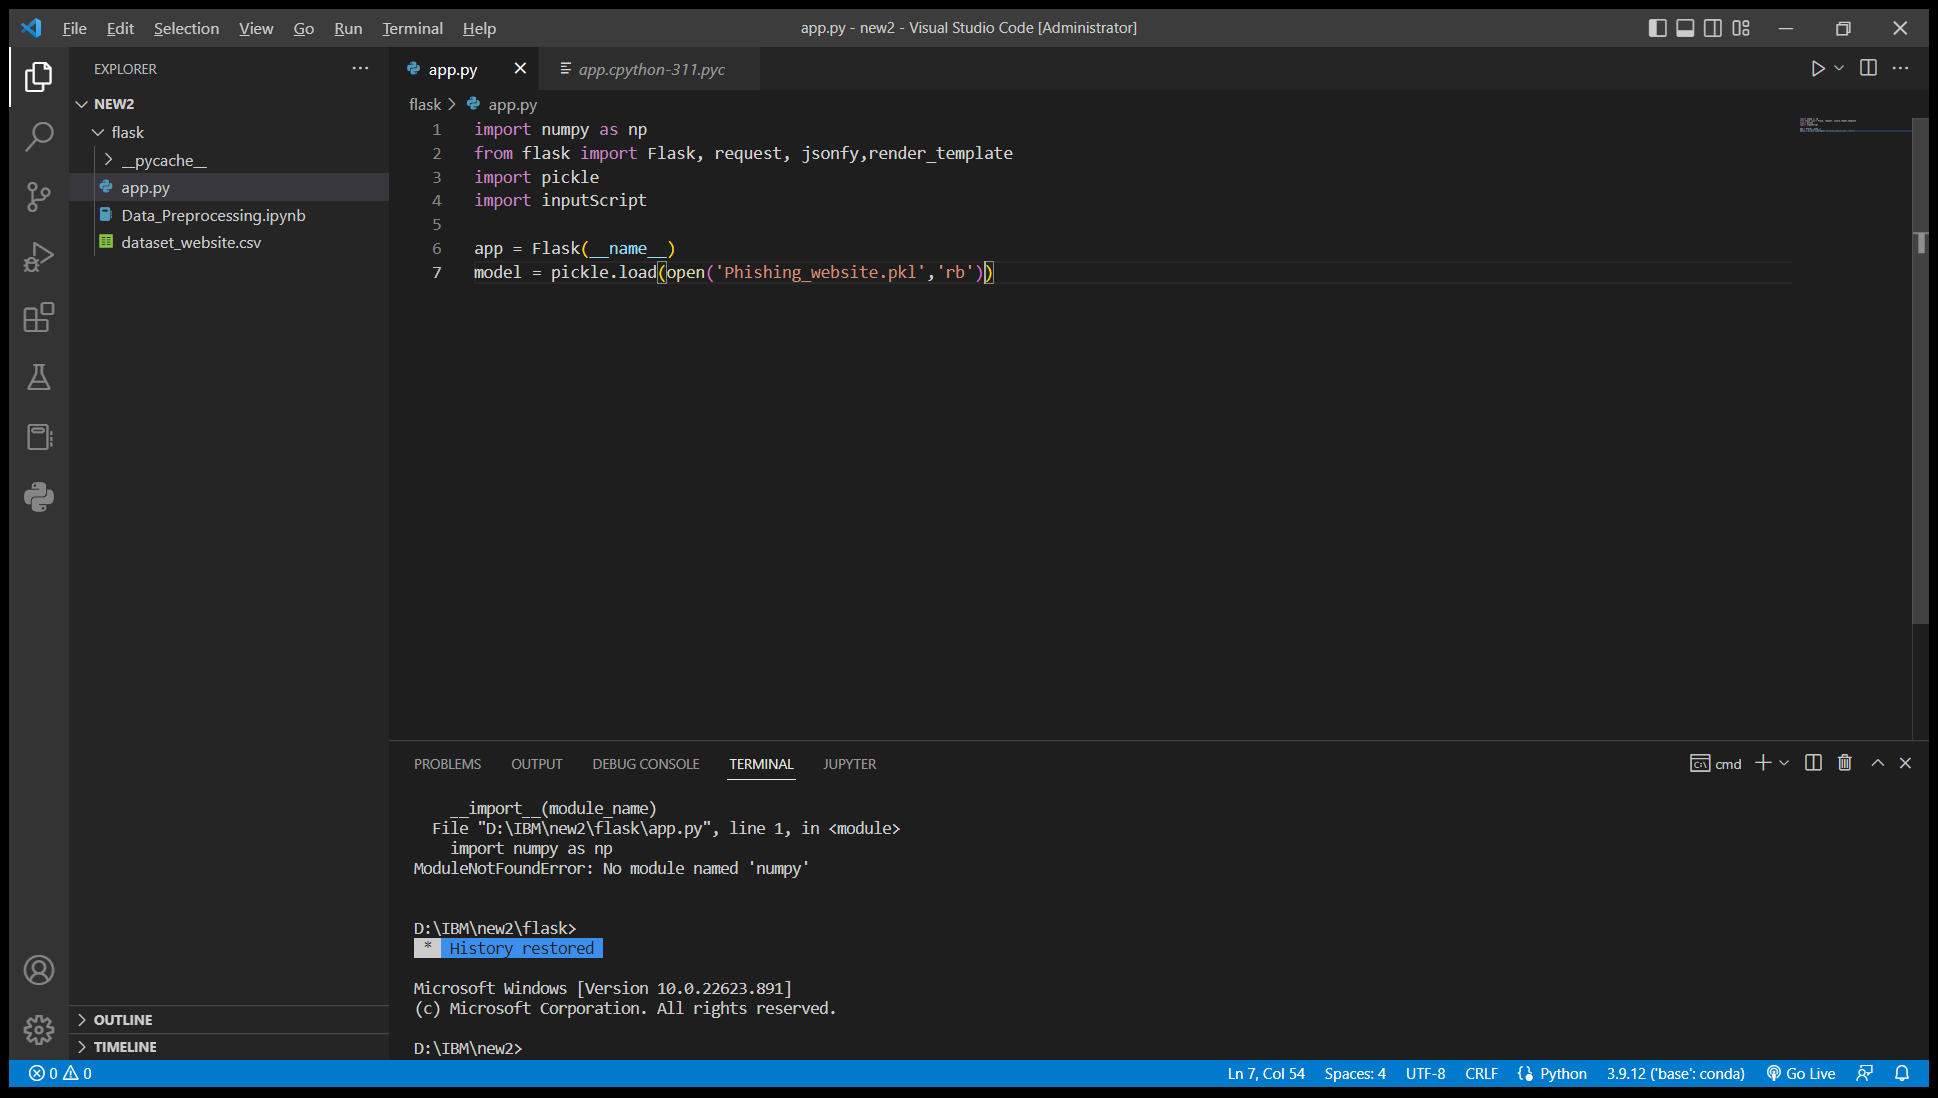 File Edit Selection View Go Run Terminal Help
app.py - new2 - Visual Studio Code [Administrator]
EXPLORER
NEW2
flask
__pycache__
app.py
Data_Preprocessing.ipynb
dataset_website.csv
OUTLINE
TIMELINE
app.py
app.cpython-311.pyc
flask > app.py
1 import numpy as np
2 from flask import Flask, request, jsonfy,render_template
3 import pickle
4 import inputScript
5
6 app = Flask(__name__)
7 model = pickle.load(open('Phishing_website.pkl','rb'))
PROBLEMS OUTPUT DEBUG CONSOLE TERMINAL JUPYTER
cmd
__import__(module_name)
File "D:\IBM\new2\flask\app.py", line 1, in <module>
import numpy as np
ModuleNotFoundError: No module named 'numpy'
D:\IBM\new2\flask>
* History restored
Microsoft Windows [Version 10.0.22623.891]
(c) Microsoft Corporation. All rights reserved.
D:\IBM\new2>
0 0
Ln 7, Col 54 Spaces: 4 UTF-8 CRLF Python 3.9.12 ('base': conda) Go Live